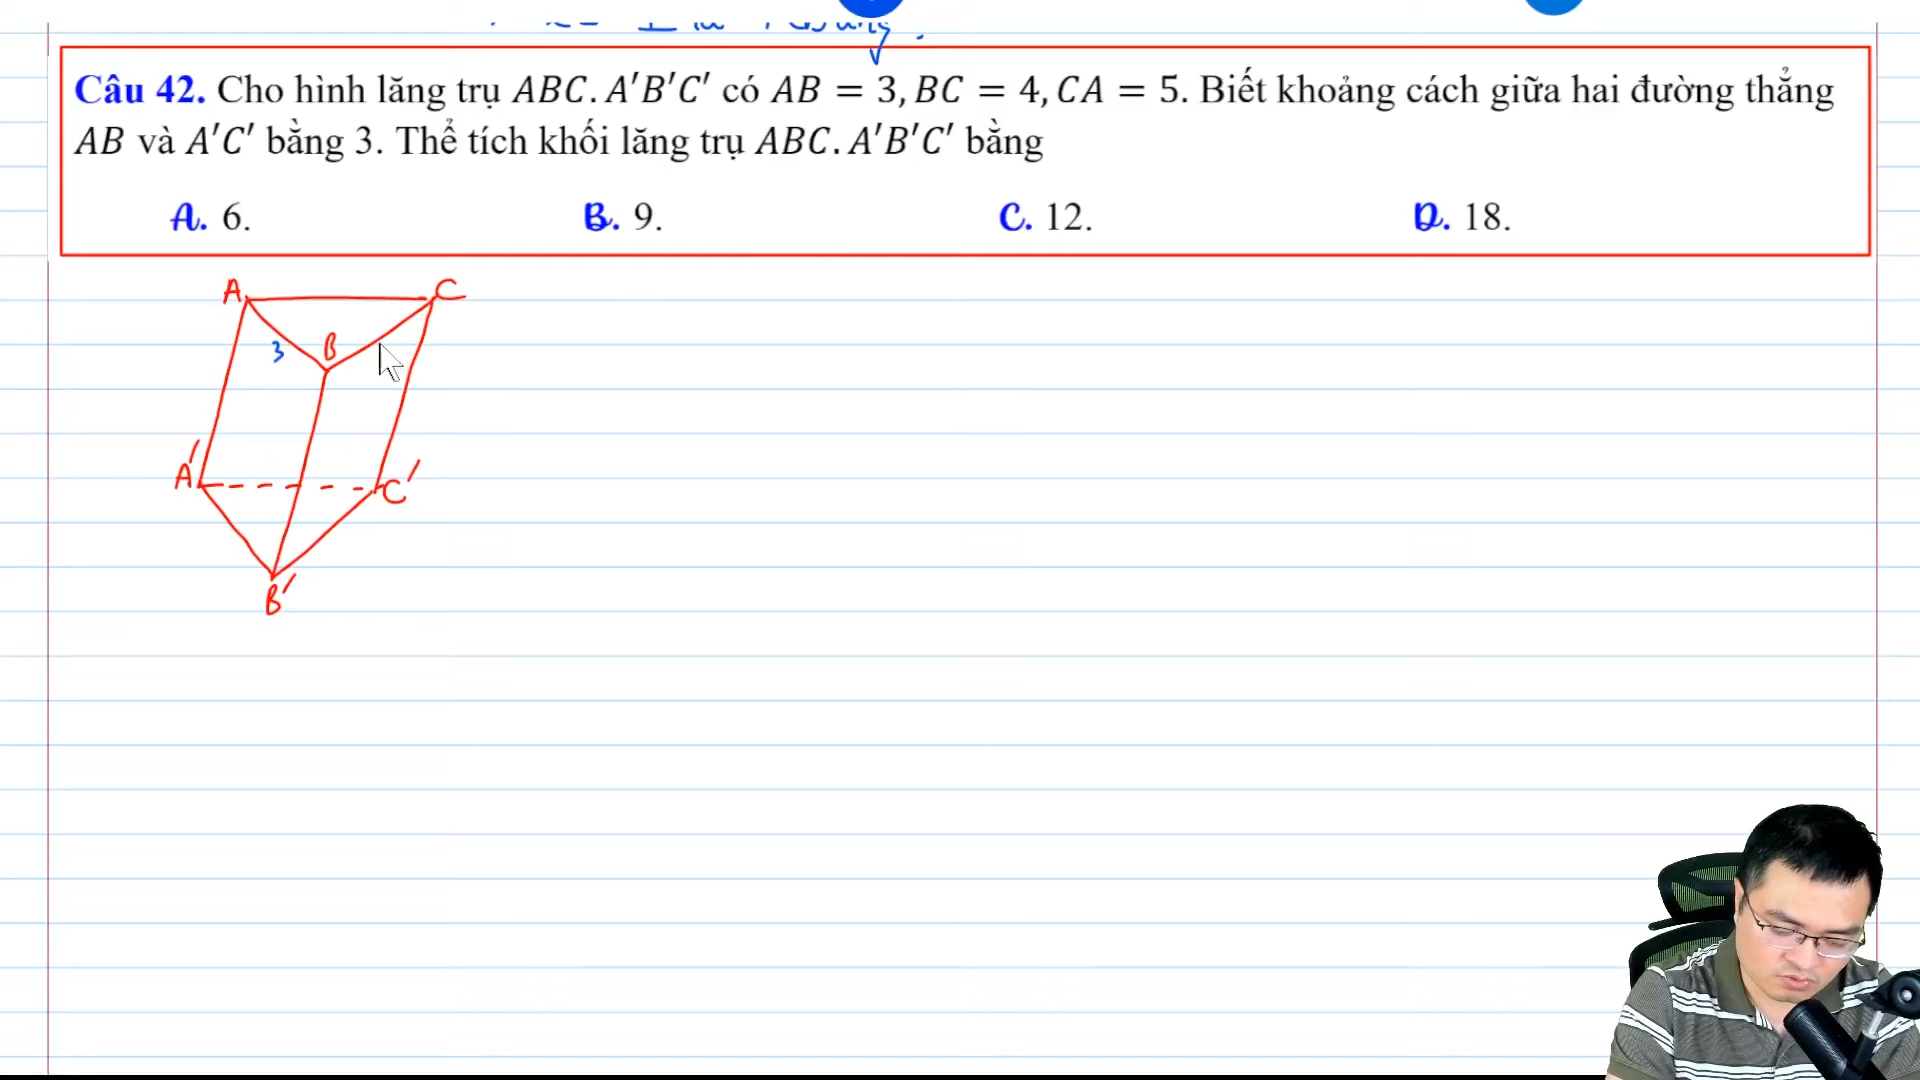 Câu 42. Cho hình lăng trụ ABC.A'B'C' có AB = 3, BC = 4, CA = 5. Biết khoảng cách giữa hai đường thẳng
AB và A'C' bằng 3. Thể tích khối lăng trụ ABC.A'B'C' bằng
A. 6. B. 9. C. 12. D. 18.
A C
3 B
A' C'
B'